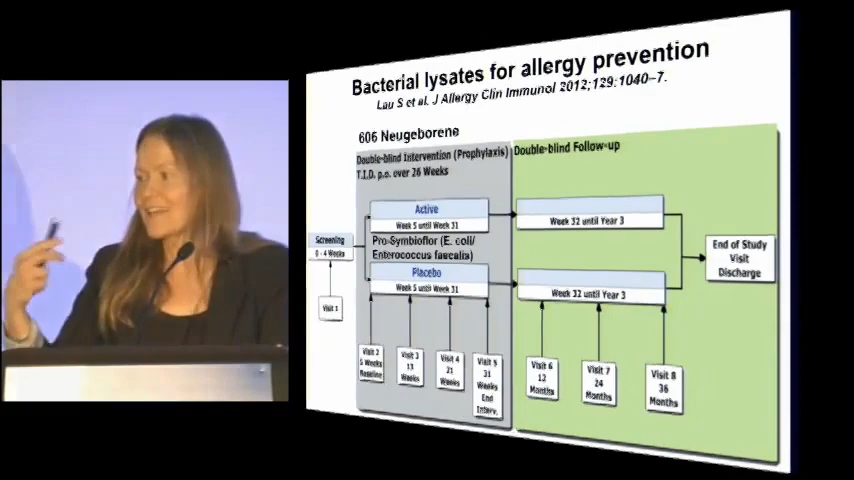 Bacterial lysates for allergy prevention
Lau S et al. J Allergy Clin Immunol 2012;129:1040–7.
606 Neugeborene
Double-blind Intervention (Prophylaxis)
T.I.D. p.o. over 26 Weeks
Double-blind Follow-up
Active
Week 5 until Week 31
Week 32 until Year 3
Screening
0 - 4 Weeks
Pro-Symbioflor (E. coli/
Enterococcus faecalis)
End of Study
Visit
Discharge
Placebo
Week 5 until Week 31
Week 32 until Year 3
Visit 1
Visit 2
5 Weeks
Baseline
Visit 3
13
Weeks
Visit 4
21
Weeks
Visit 5
31
Weeks
End
Interv.
Visit 6
12
Months
Visit 7
24
Months
Visit 8
36
Months